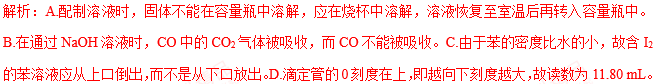 解析：A.配制溶液时，固体不能在容量瓶中溶解，应在烧杯中溶解，溶液恢复至室温后再转入容量瓶中。
B.在通过 NaOH 溶液时，CO 中的 CO₂ 气体被吸收，而 CO 不能被吸收。C.由于苯的密度比水的小，故含 I₂
的苯溶液应从上口倒出，而不是从下口放出。D.滴定管的 0 刻度在上，即越向下刻度越大，故读数为 11.80 mL。